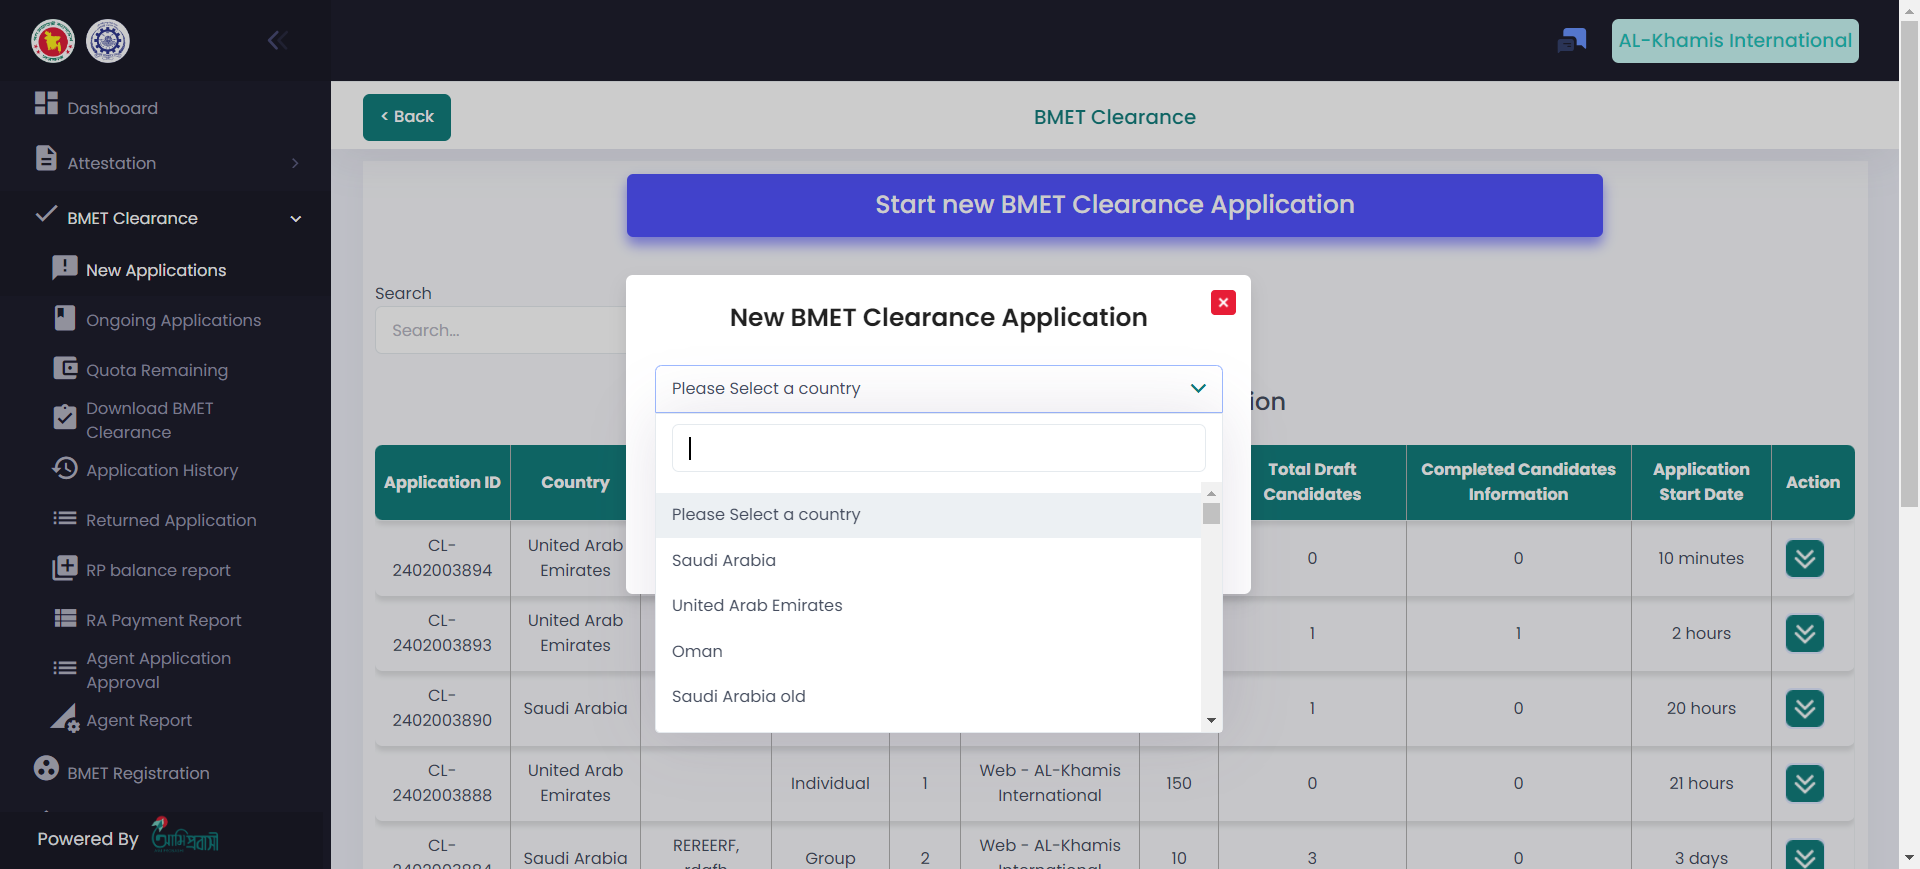 AL-Khamis International
Dashboard
Attestation
BMET Clearance
New Applications
Ongoing Applications
Quota Remaining
Download BMET
Clearance
Application History
Returned Application
RP balance report
RA Payment Report
Agent Application
Approval
Agent Report
BMET Registration
Powered By আমি প্রবাসী
< Back
BMET Clearance
Start new BMET Clearance Application
Search
Search...
New BMET Clearance Application
Please Select a country
Please Select a country
Saudi Arabia
United Arab Emirates
Oman
Saudi Arabia old
ion
Application ID Country Total Draft Candidates Completed Candidates Information Application Start Date Action
CL-2402003894 United Arab Emirates 0 0 10 minutes
CL-2402003893 United Arab Emirates 1 1 2 hours
CL-2402003890 Saudi Arabia 1 0 20 hours
CL-2402003888 United Arab Emirates Individual 1 Web - AL-Khamis International 150 0 0 21 hours
CL- Saudi Arabia REREERF, Group 2 Web - AL-Khamis 10 3 0 3 days